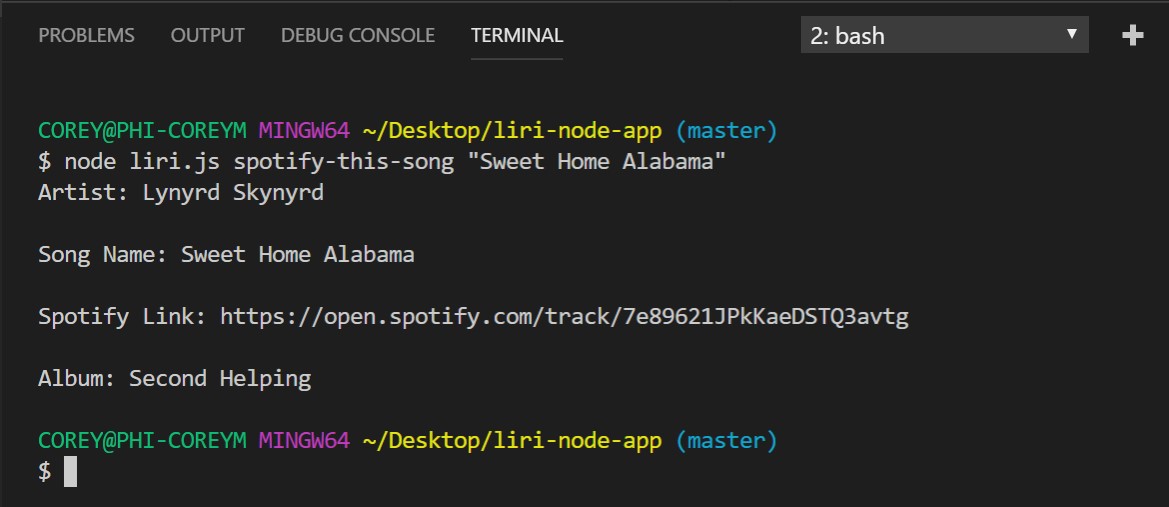 PROBLEMS OUTPUT DEBUG CONSOLE TERMINAL 2: bash
COREY@PHI-COREYM MINGW64 ~/Desktop/liri-node-app (master)
$ node liri.js spotify-this-song "Sweet Home Alabama"
Artist: Lynyrd Skynyrd
Song Name: Sweet Home Alabama
Spotify Link: https://open.spotify.com/track/7e89621JPkKaeDSTQ3avtg
Album: Second Helping
COREY@PHI-COREYM MINGW64 ~/Desktop/liri-node-app (master)
$